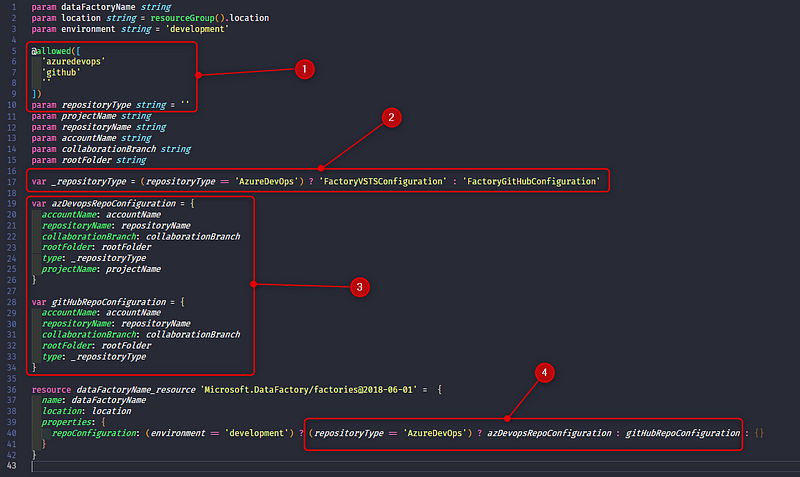 1 param dataFactoryName string
2 param location string = resourceGroup().location
3 param environment string = 'development'
4
5 @allowed([
6 'azuredevops'
7 'github'
8 ''
9 ])
10 param repositoryType string = ''
11 param projectName string
12 param repositoryName string
13 param accountName string
14 param collaborationBranch string
15 param rootFolder string
16
17 var _repositoryType = (repositoryType == 'AzureDevOps') ? 'FactoryVSTSConfiguration' : 'FactoryGitHubConfiguration'
18
19 var azDevopsRepoConfiguration = {
20 accountName: accountName
21 repositoryName: repositoryName
22 collaborationBranch: collaborationBranch
23 rootFolder: rootFolder
24 type: _repositoryType
25 projectName: projectName
26 }
27
28 var gitHubRepoConfiguration = {
29 accountName: accountName
30 repositoryName: repositoryName
31 collaborationBranch: collaborationBranch
32 rootFolder: rootFolder
33 type: _repositoryType
34 }
35
36 resource dataFactoryName_resource 'Microsoft.DataFactory/factories@2018-06-01' = {
37 name: dataFactoryName
38 location: location
39 properties: {
40 repoConfiguration: (environment == 'development') ? (repositoryType == 'AzureDevOps') ? azDevopsRepoConfiguration : gitHubRepoConfiguration : {}
41 }
42 }
43
1
2
3
4